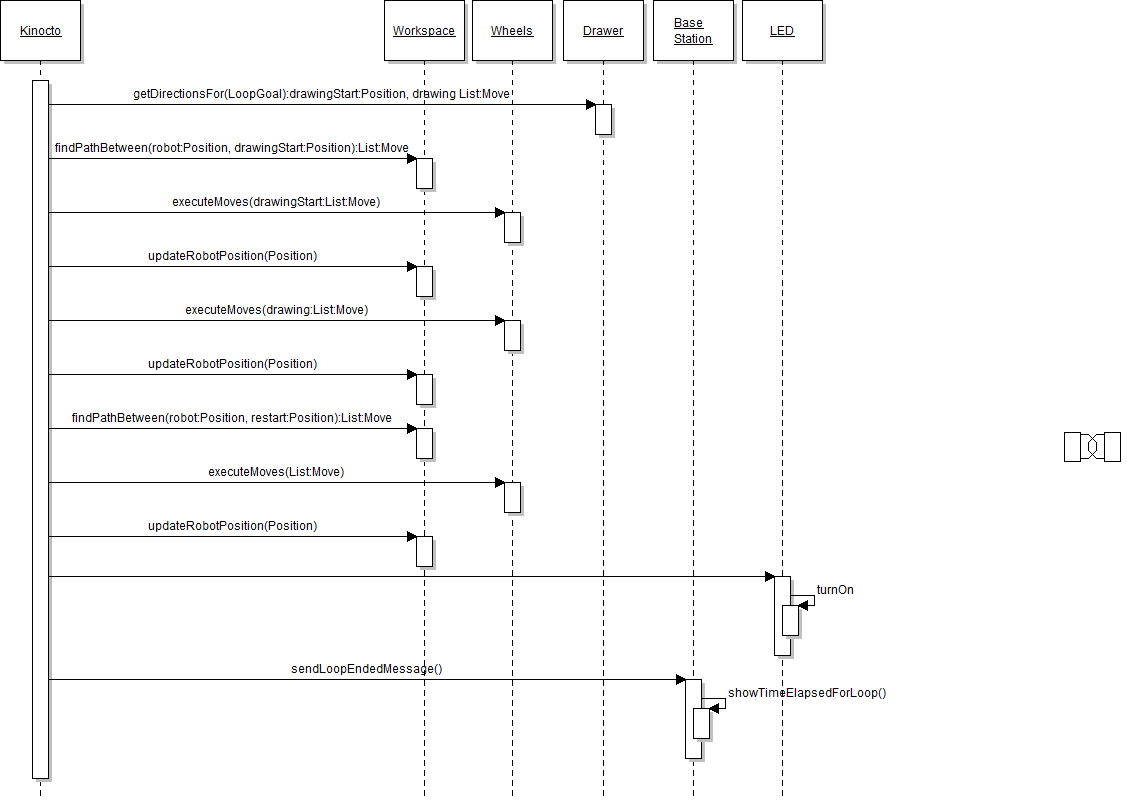 Kinocto
Workspace
Wheels
Drawer
Base
Station
LED
getDirectionsFor(LoopGoal):drawingStart:Position, drawing List:Move
findPathBetween(robot:Position, drawingStart:Position):List:Move
executeMoves(drawingStart:List:Move)
updateRobotPosition(Position)
executeMoves(drawing:List:Move)
updateRobotPosition(Position)
findPathBetween(robot:Position, restart:Position):List:Move
executeMoves(List:Move)
updateRobotPosition(Position)
turnOn
sendLoopEndedMessage()
showTimeElapsedForLoop()